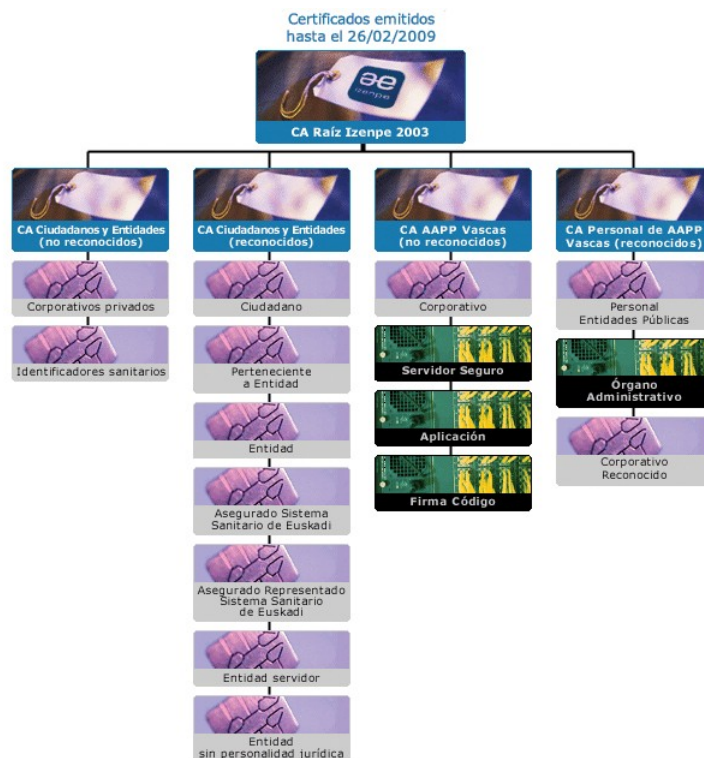 Certificados emitidos
hasta el 26/02/2009
izenpe
CA Raíz Izenpe 2003
CA Ciudadanos y Entidades
(no reconocidos)
Corporativos privados
Identificadores sanitarios
CA Ciudadanos y Entidades
(reconocidos)
Ciudadano
Perteneciente
a Entidad
Entidad
Asegurado Sistema
Sanitario de Euskadi
Asegurado Representado
Sistema Sanitario
de Euskadi
Entidad servidor
Entidad
sin personalidad jurídica
CA AAPP Vascas
(no reconocidos)
Corporativo
Servidor Seguro
Aplicación
Firma Código
CA Personal de AAPP
Vascas (reconocidos)
Personal
Entidades Públicas
Órgano
Administrativo
Corporativo
Reconocido